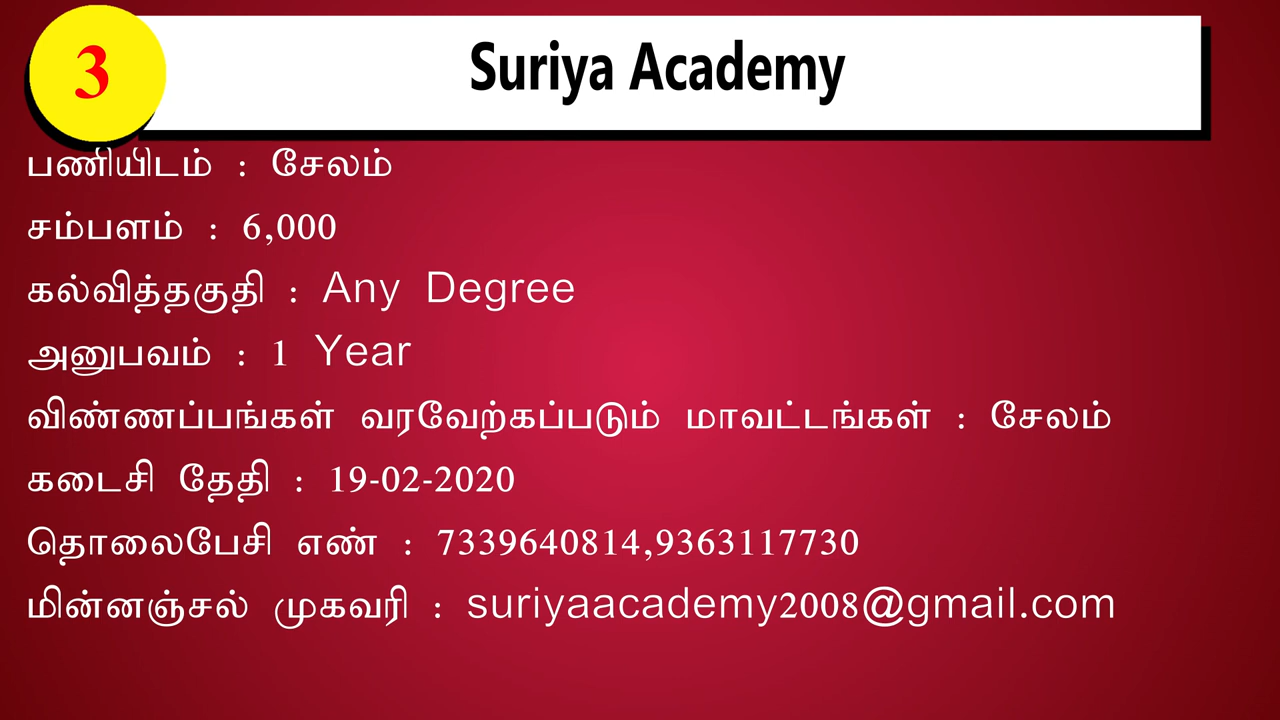 3
Suriya Academy
பணியிடம் : சேலம்
சம்பளம் : 6,000
கல்வித்தகுதி : Any Degree
அனுபவம் : 1 Year
விண்ணப்பங்கள் வரவேற்கப்படும் மாவட்டங்கள் : சேலம்
கடைசி தேதி : 19-02-2020
தொலைபேசி எண் : 7339640814,9363117730
மின்னஞ்சல் முகவரி : suriyaacademy2008@gmail.com